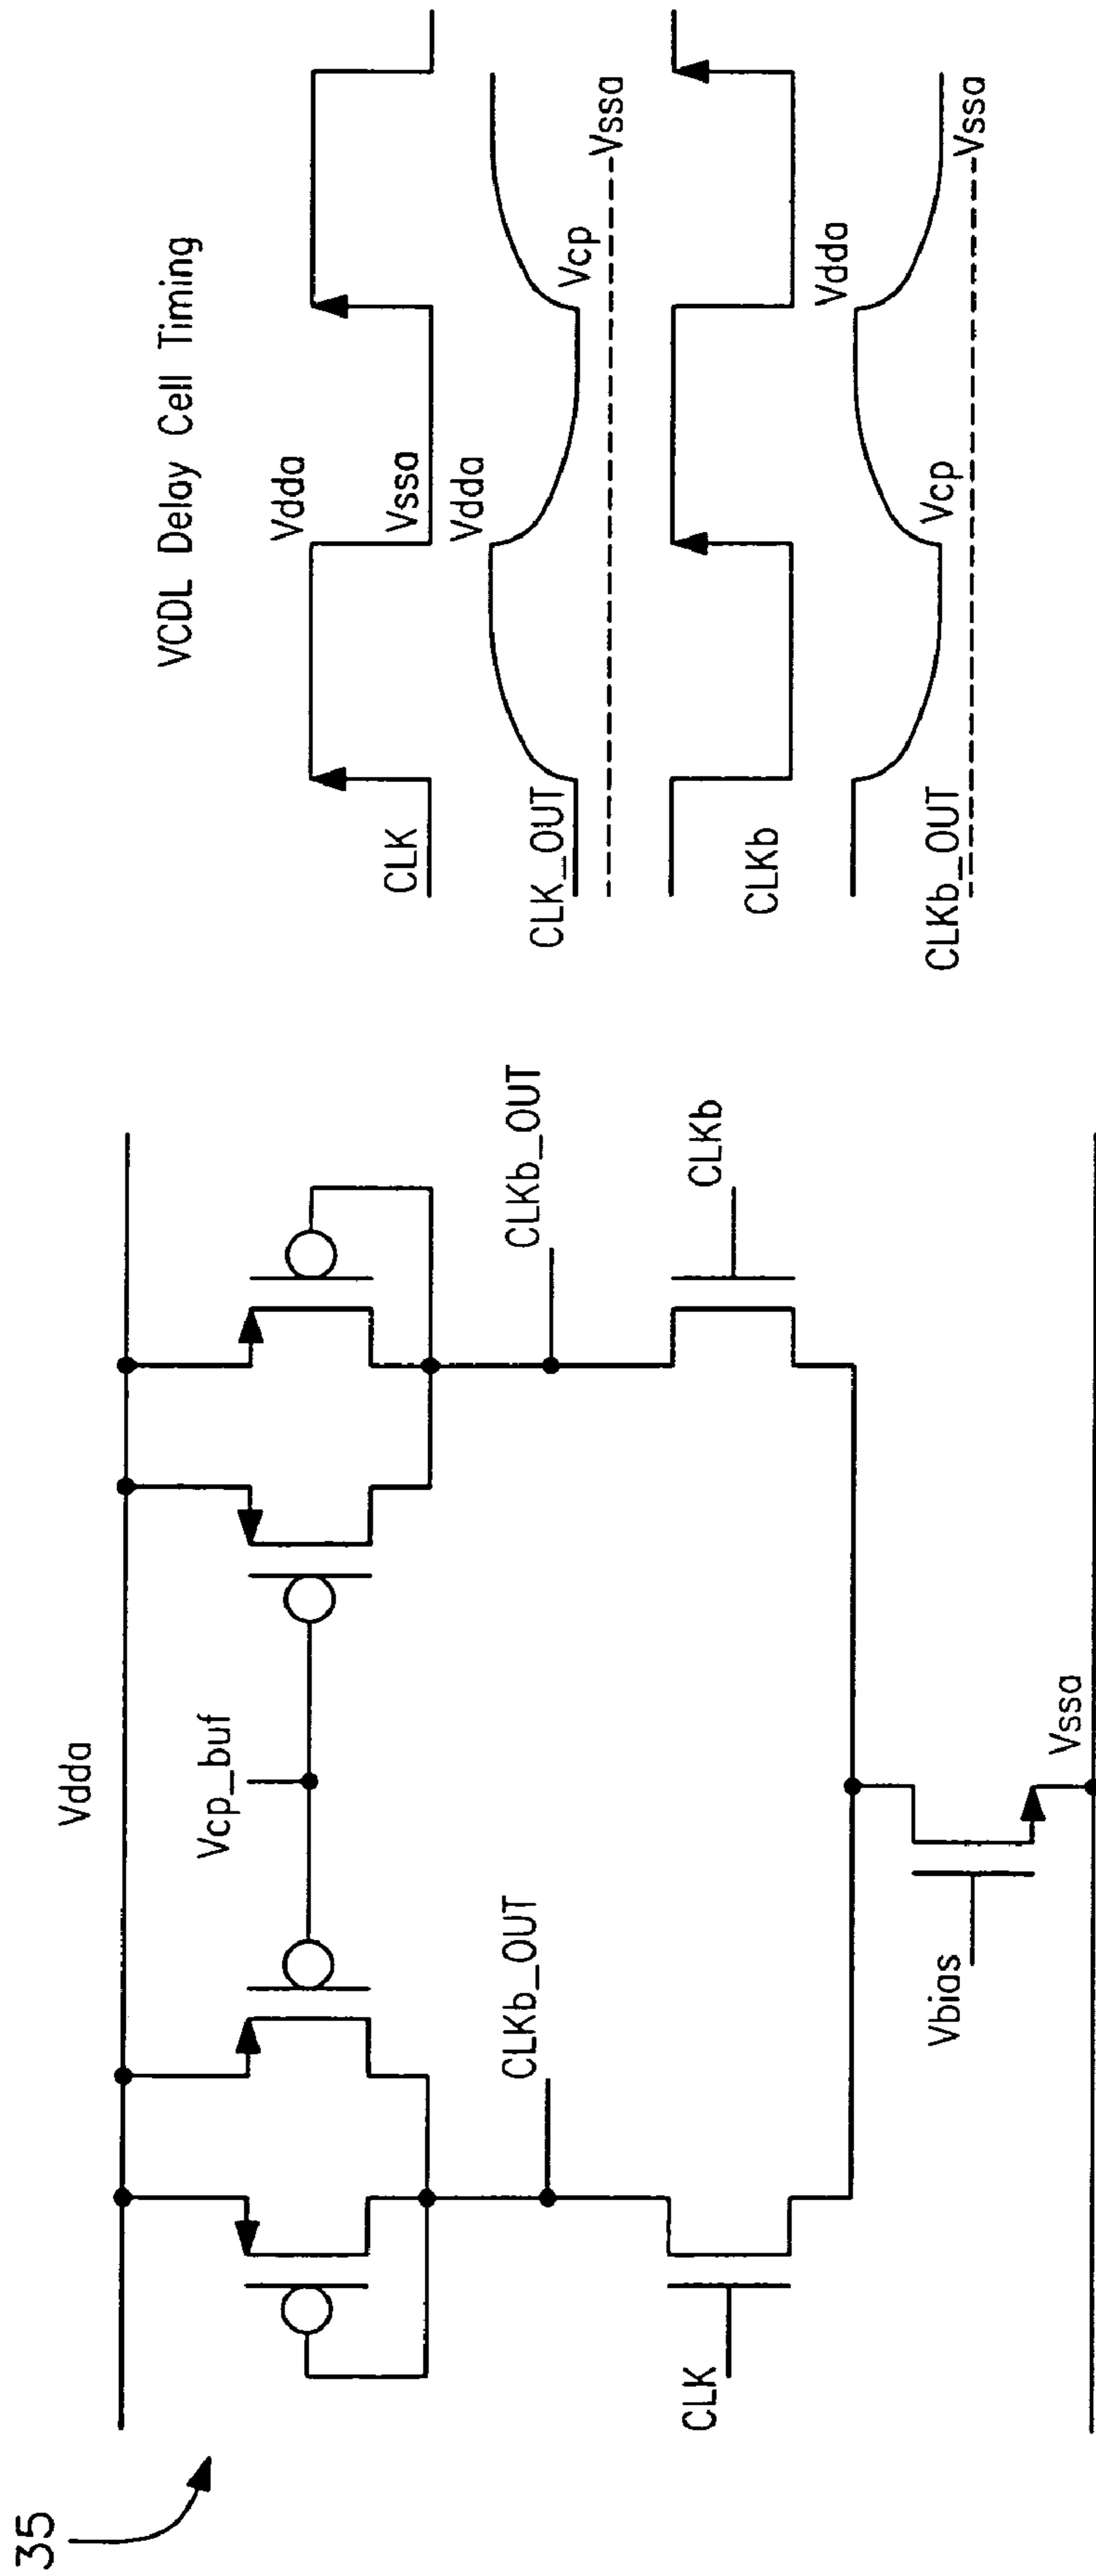 35
Vdda
Vcp_buf
CLKb_OUT
CLKb_OUT
CLK
CLKb
Vbias
Vssa
VCDL Delay Cell Timing
Vdda
CLK
Vssa
Vdda
CLK_OUT
Vcp
Vssa
CLKb
Vdda
Vcp
CLKb_OUT
Vssa